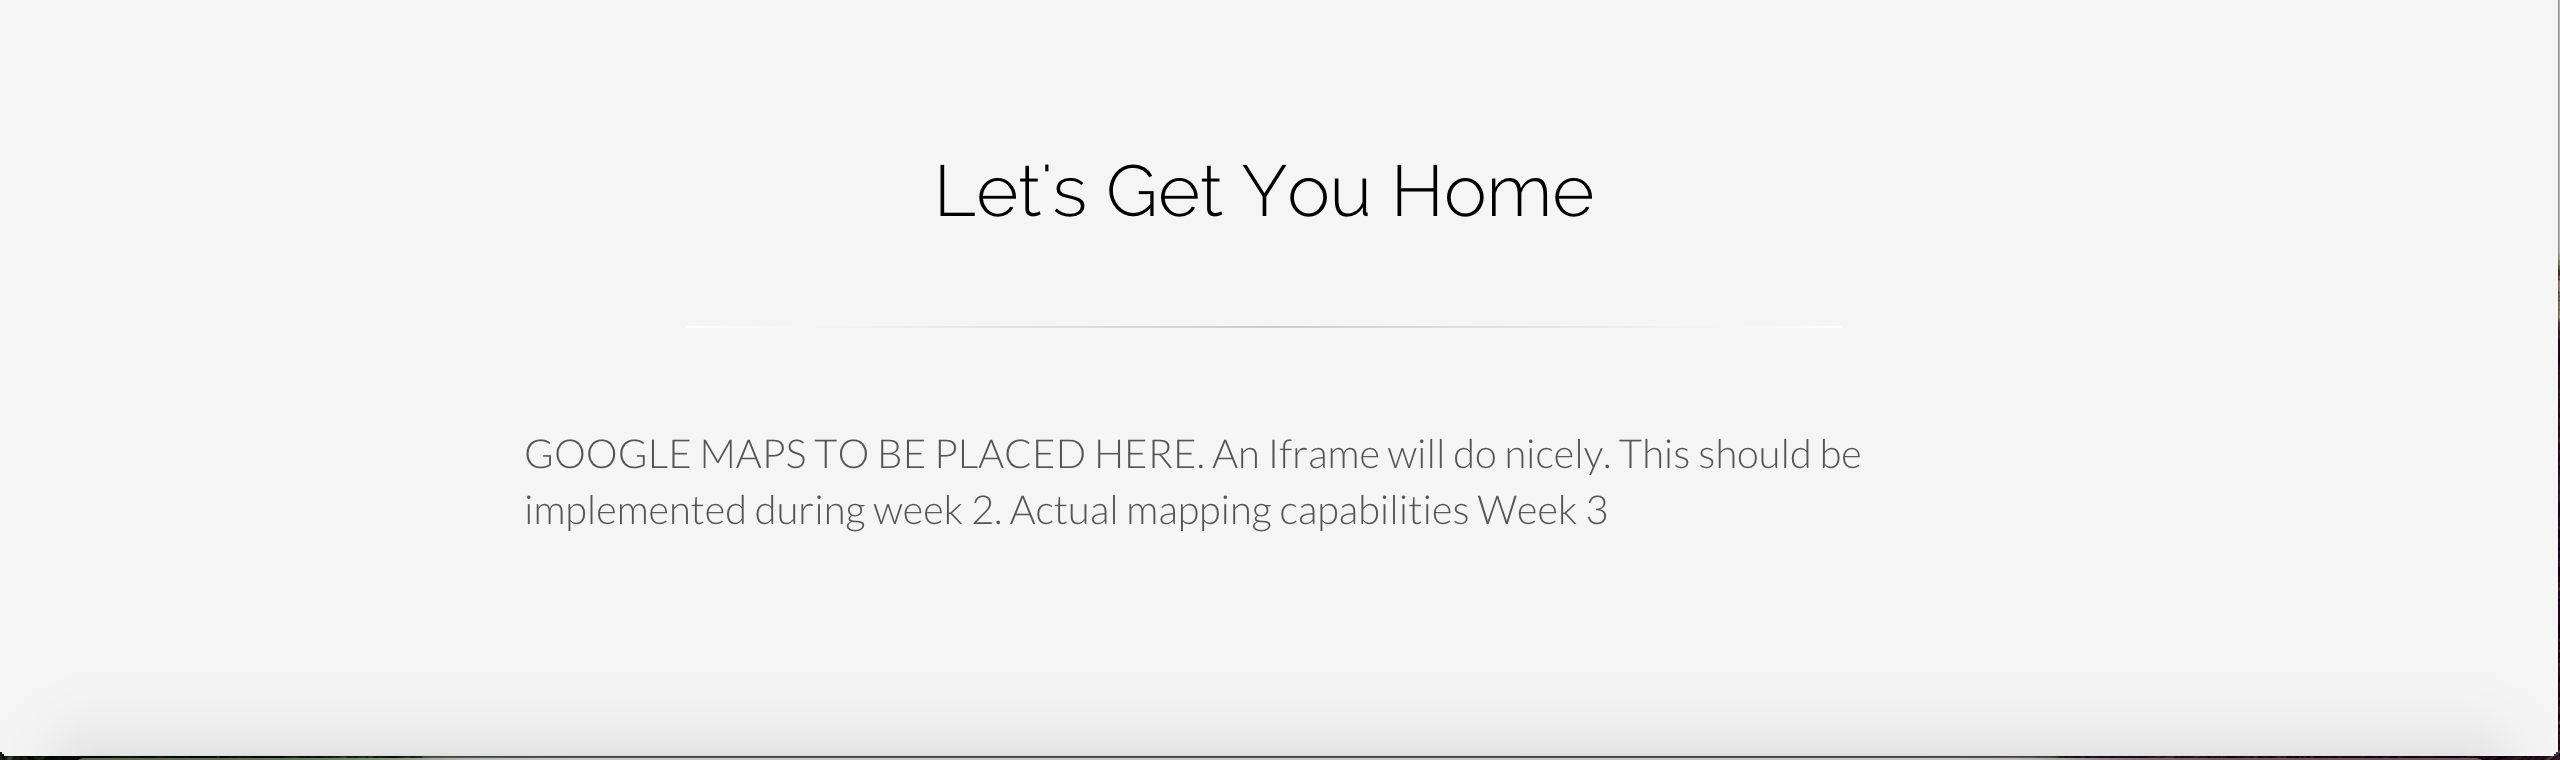 Let's Get You Home
GOOGLE MAPS TO BE PLACED HERE. An Iframe will do nicely. This should be
implemented during week 2. Actual mapping capabilities Week 3